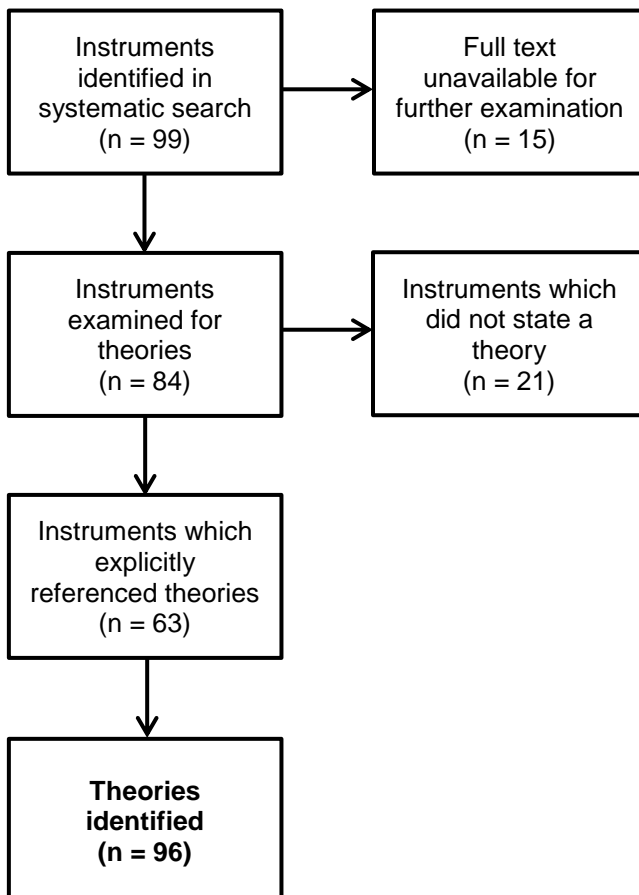 Instruments
identified in
systematic search
(n = 99)
Full text
unavailable for
further examination
(n = 15)
Instruments
examined for
theories
(n = 84)
Instruments which
did not state a
theory
(n = 21)
Instruments which
explicitly
referenced theories
(n = 63)
Theories
identified
(n = 96)